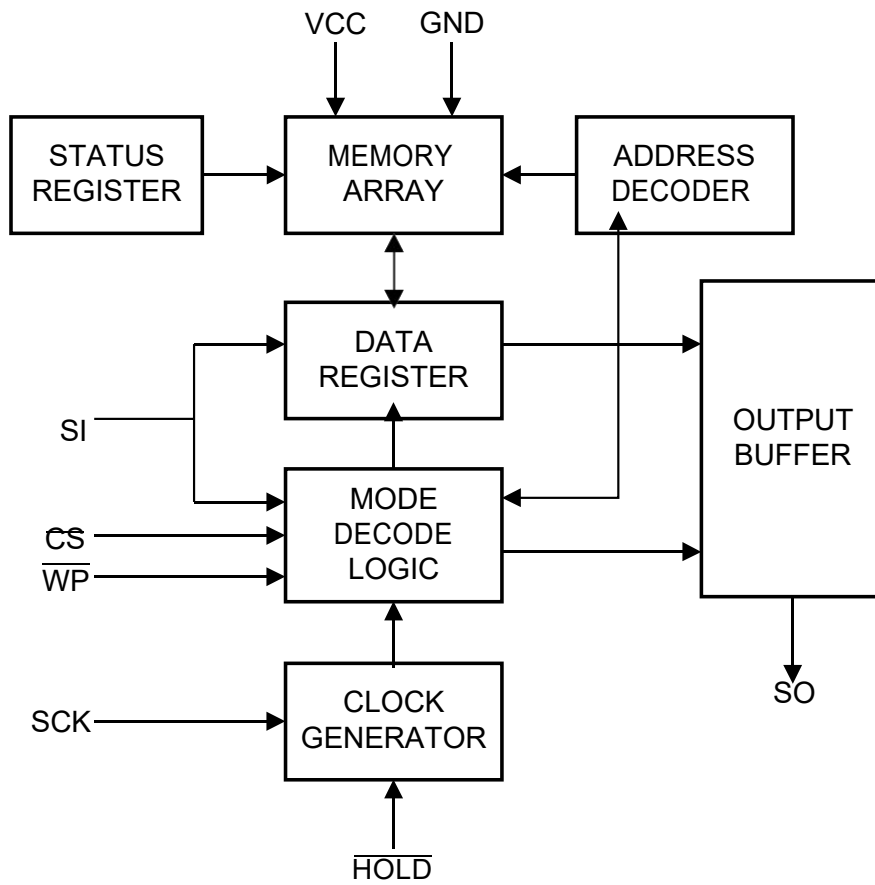 VCC
GND
STATUS
REGISTER
MEMORY
ARRAY
ADDRESS
DECODER
DATA
REGISTER
SI
OUTPUT
BUFFER
MODE
DECODE
LOGIC
CS
WP
SO
SCK
CLOCK
GENERATOR
HOLD